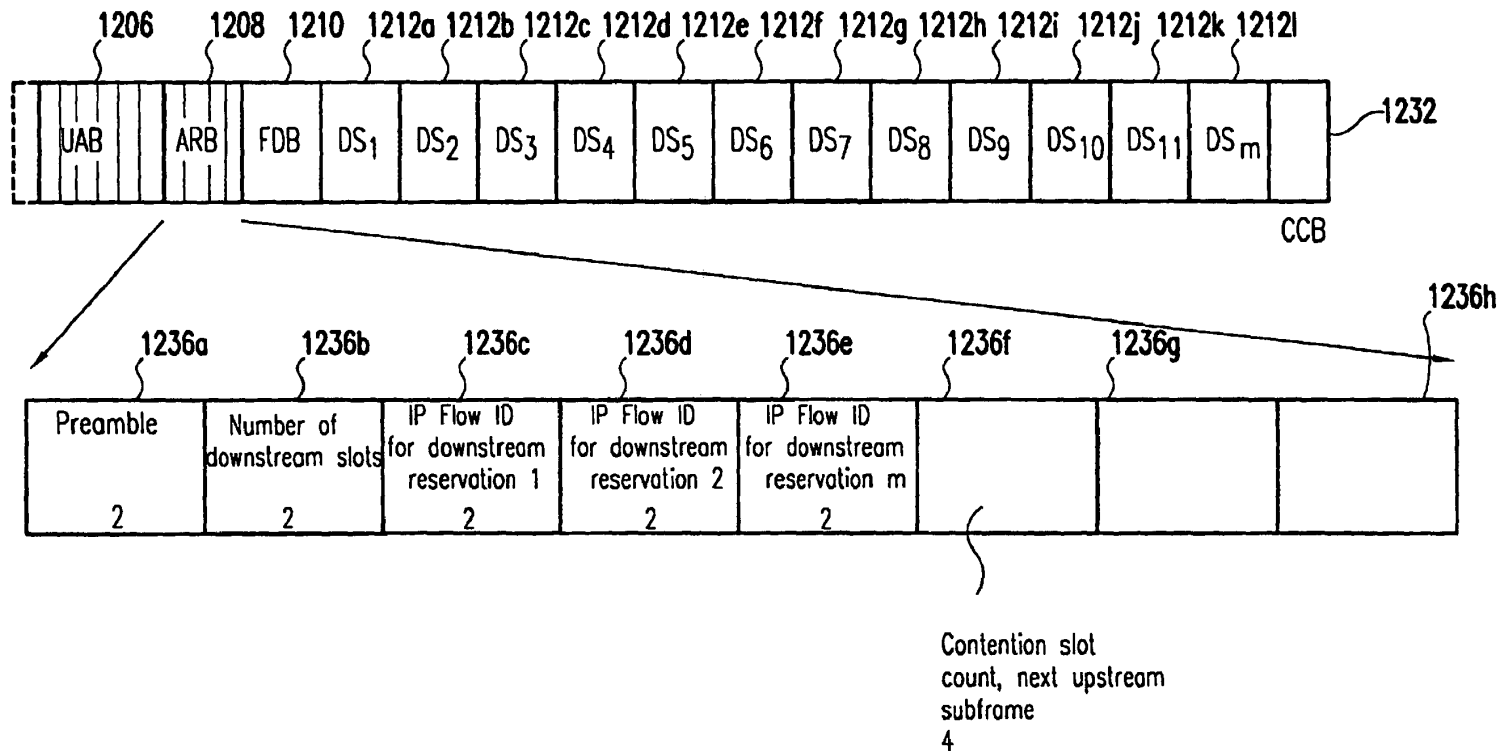 1206 1208 1210 1212a 1212b 1212c 1212d 1212e 1212f 1212g 1212h 1212i 1212j 1212k 1212l
UAB ARB FDB DS1 DS2 DS3 DS4 DS5 DS6 DS7 DS8 DS9 DS10 DS11 DSm
1232
CCB
1236a 1236b 1236c 1236d 1236e 1236f 1236g 1236h
Preamble
2
Number of
downstream slots
2
IP Flow ID
for downstream
reservation 1
2
IP Flow ID
for downstream
reservation 2
2
IP Flow ID
for downstream
reservation m
2
Contention slot
count, next upstream
subframe
4